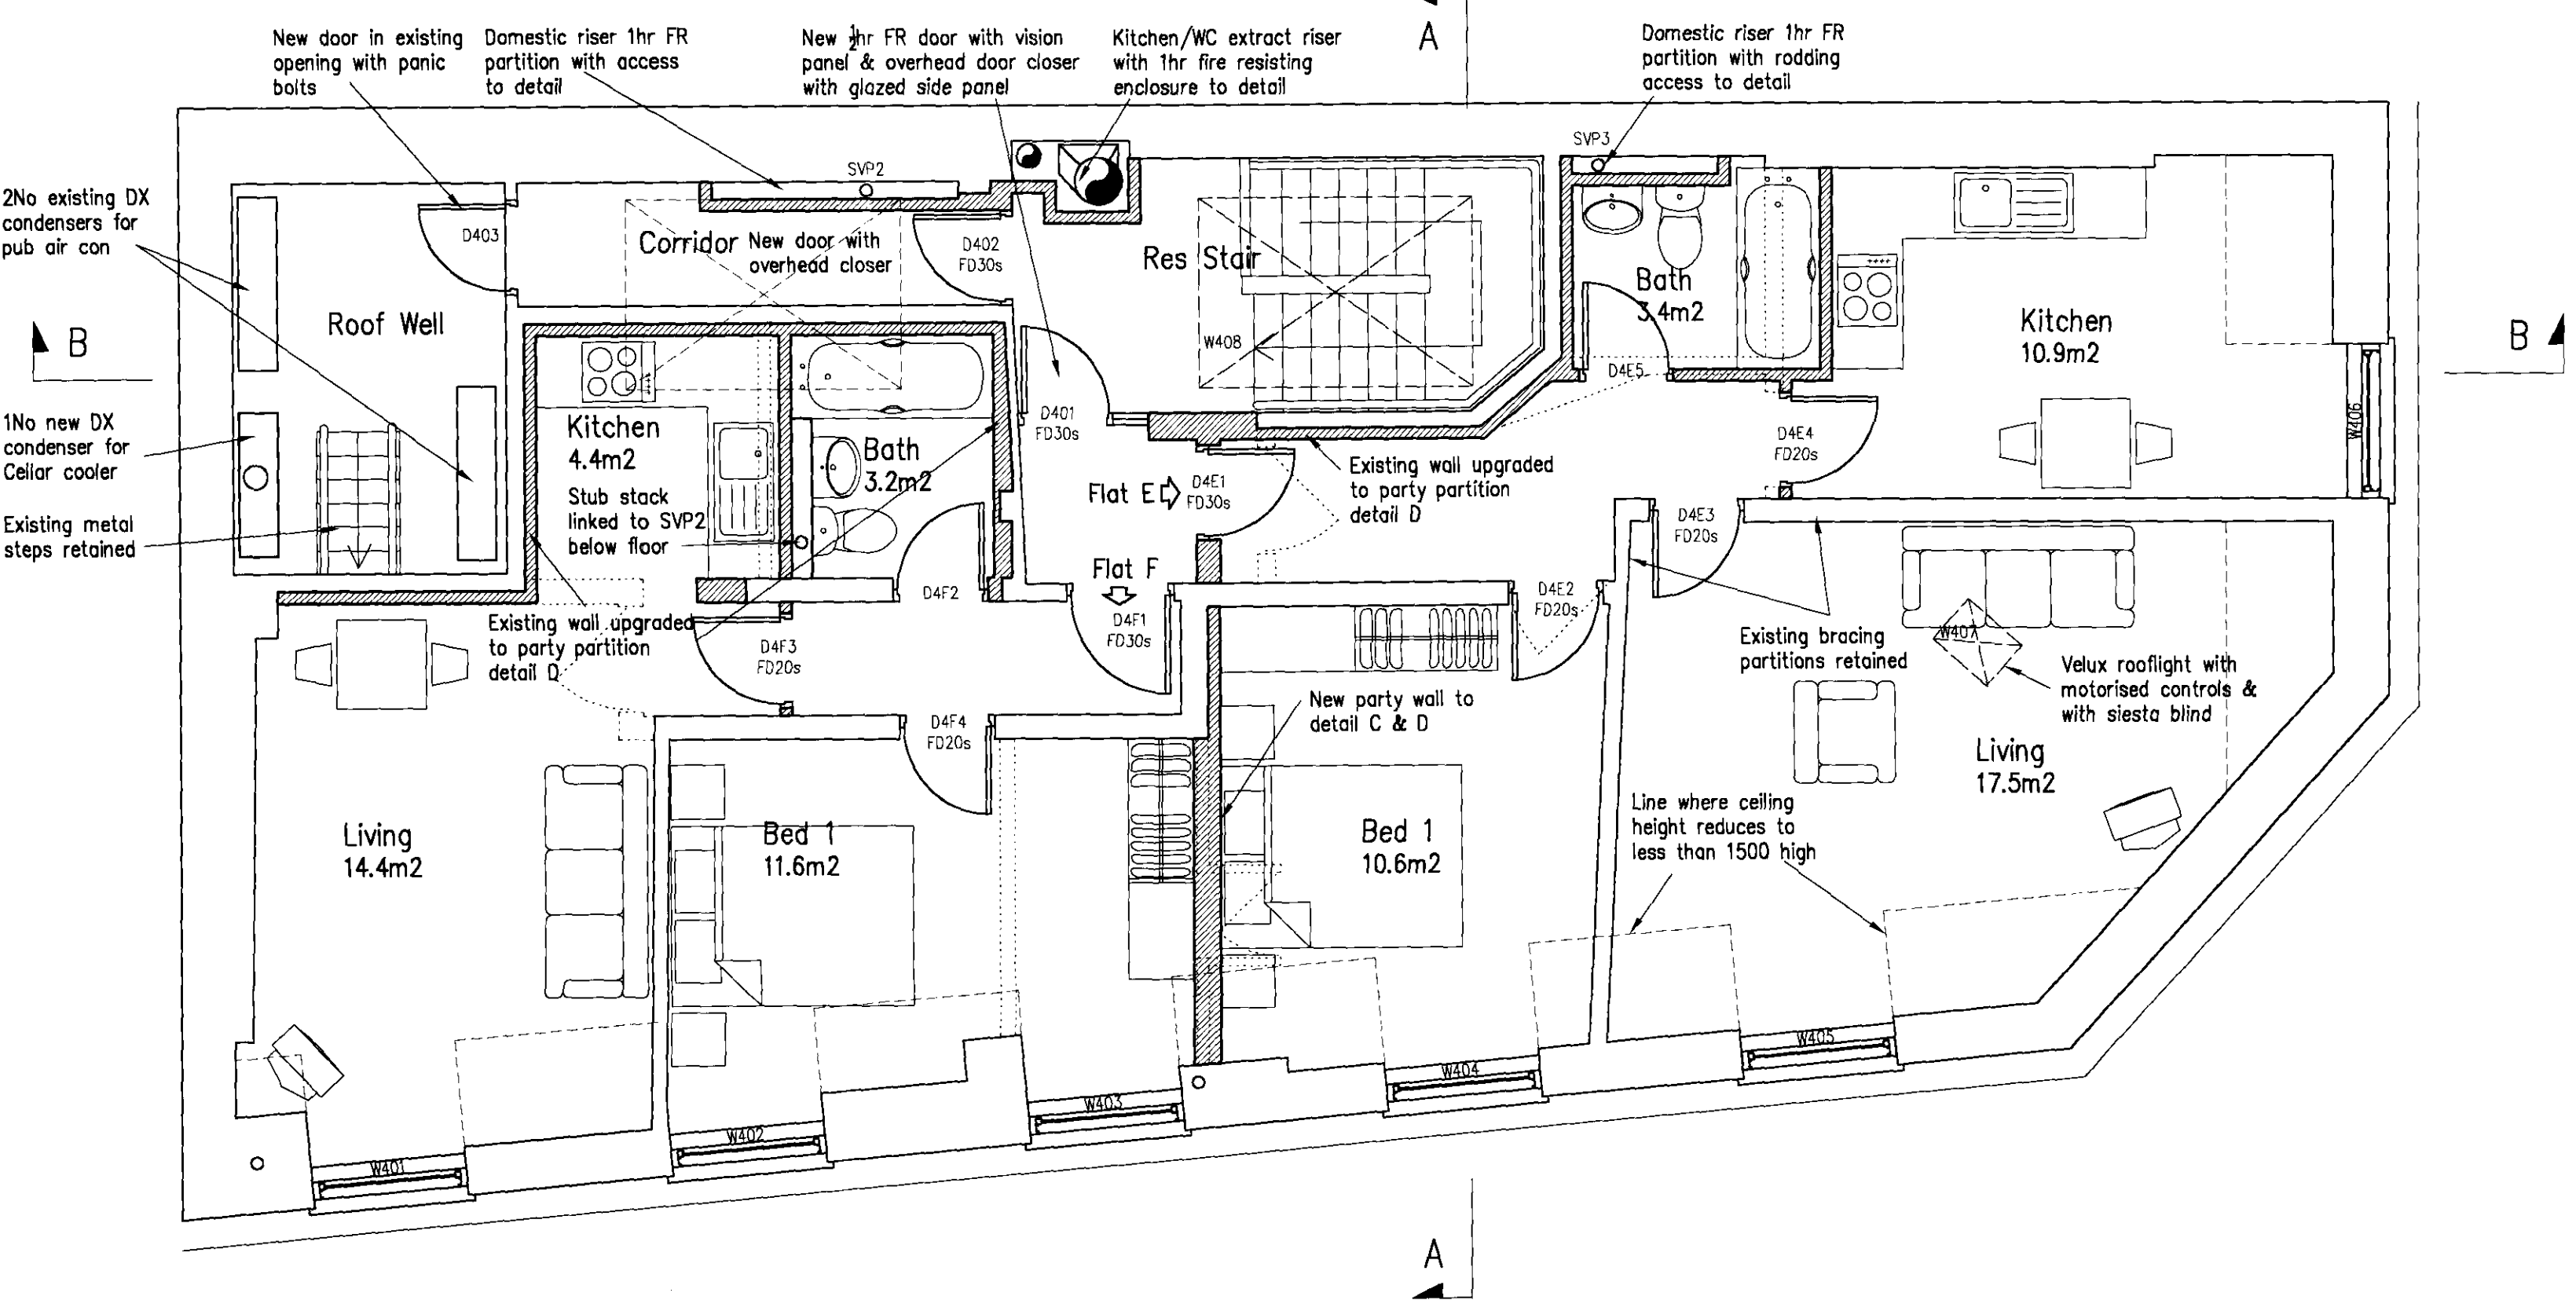 New door in existing
opening with panic
bolts
Domestic riser 1hr FR
partition with access
to detail
New ½hr FR door with vision
panel & overhead door closer
with glazed side panel
Kitchen/WC extract riser
with 1hr fire resisting
enclosure to detail
A
Domestic riser 1hr FR
partition with rodding
access to detail
SVP2
SVP3
2No existing DX
condensers for
pub air con
D403
Corridor
New door with
overhead closer
D402
FD30s
Res Stair
Bath
3.4m2
Roof Well
B
W408
Kitchen
10.9m2
B
D4E5
1No new DX
condenser for
Cellar cooler
Kitchen
4.4m2
Bath
3.2m2
D401
FD30s
W406
D4E4
FD20s
Existing wall upgraded
to party partition
detail D
Stub stack
linked to SVP2
below floor
Flat E
D4E1
FD30s
Existing metal
steps retained
D4E3
FD20s
Flat F
D4F2
D4E2
FD20s
D4F1
FD30s
Existing wall upgraded
to party partition
detail D
D4F3
FD20s
Existing bracing
partitions retained
W407
Velux rooflight with
motorised controls &
with siesta blind
New party wall to
detail C & D
D4F4
FD20s
Living
17.5m2
Line where ceiling
height reduces to
less than 1500 high
Living
14.4m2
Bed 1
11.6m2
Bed 1
10.6m2
W405
W404
W403
W402
W401
A